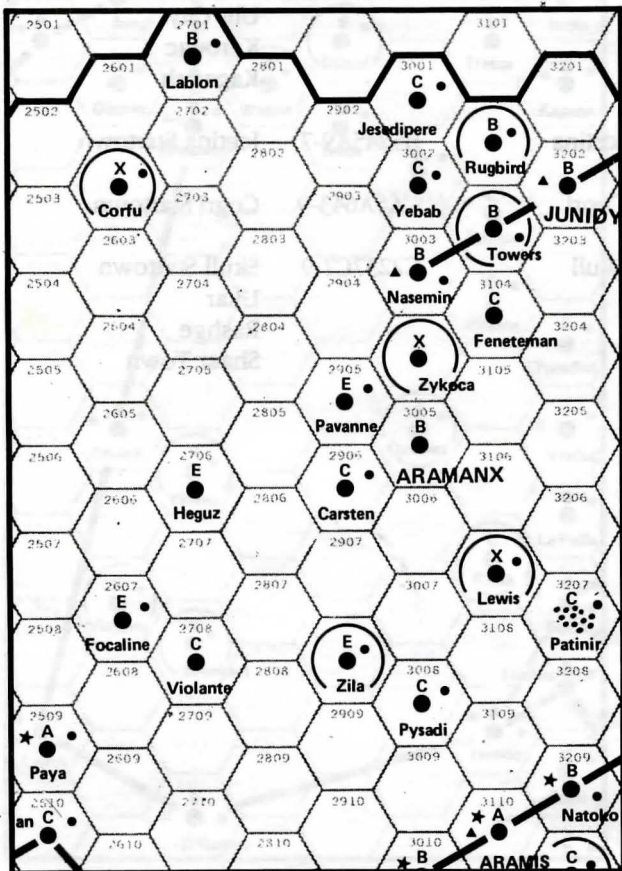 2501 2701 3101
B
2601 Lablon 2801 3001 3201
C
2502 2702 2902 Jesedipere B
Rugbird
2802 3002 3202
X C B
2503 Corfu 2703 2903 Yebab B JUNIDY
Towers
2603 2803 3003 3203
B
2504 2704 2904 Nasemin 3104
C
Feneteman
2604 2804 X 3204
2505 2705 2905 Zykoca 3105
E
Pavanne
2605 2805 3005 3205
B
2506 2706 2906 ARAMANX 3106
E C
Heguz Carsten
2606 2806 3006 3206
2507 2707 2907 X
Lewis
2607 2807 3007 3207
E C
2508 Focaline 2708 3108 Patinir
C E
Violante Zila
2608 2808 3008 3208
C
2509 2709 2909 Pysadi 3109
A
Paya
2609 2809 3009 3209
B
2510 2710 2910 3110 Natoko
an C A
2610 2810 3010 ARAMIS
B C